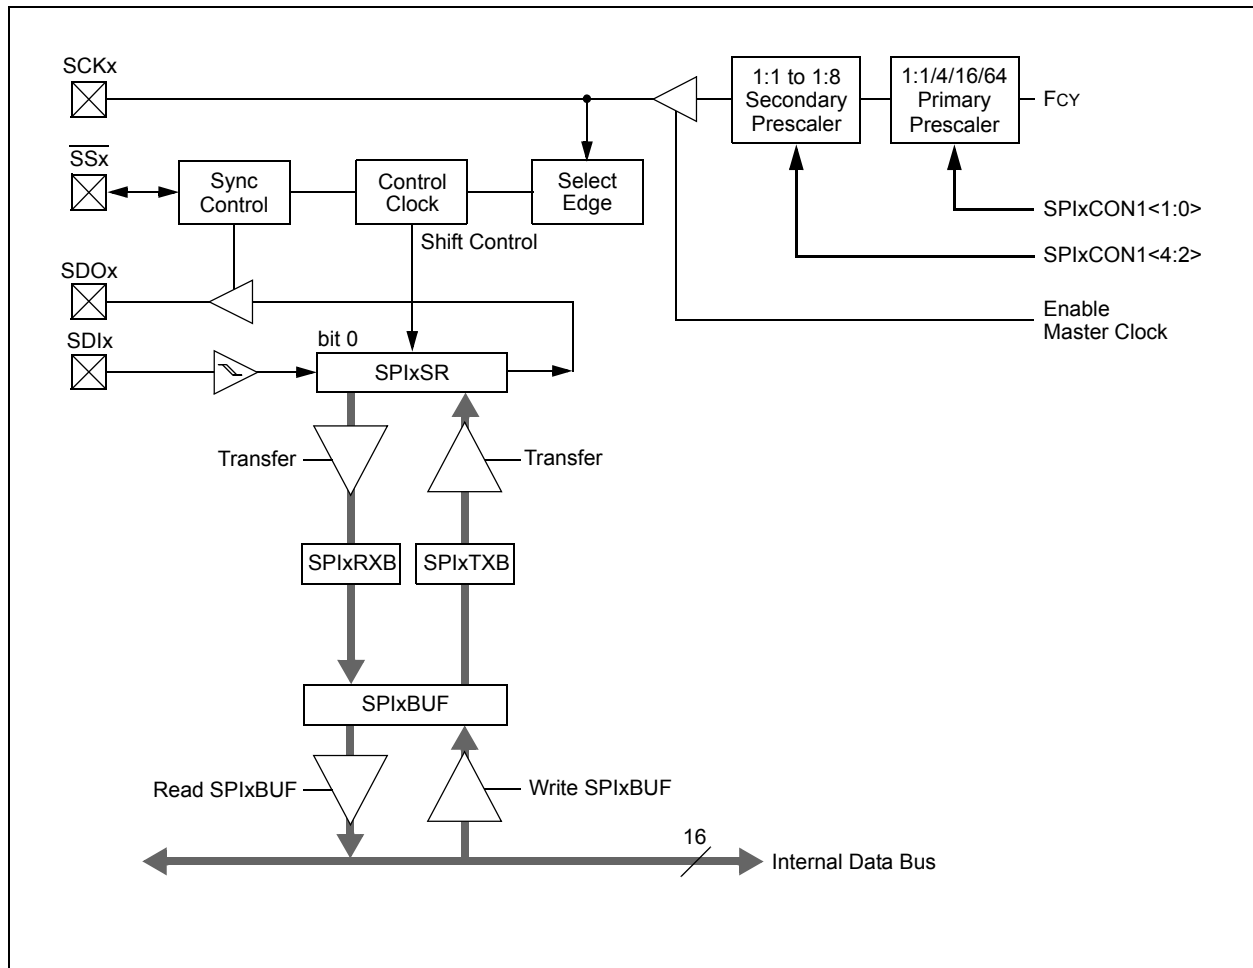 SCKx
1:1 to 1:8
Secondary
Prescaler
1:1/4/16/64
Primary
Prescaler
FCY
SSx
Sync
Control
Control
Clock
Select
Edge
SPIxCON1<1:0>
Shift Control
SPIxCON1<4:2>
SDOx
Enable
Master Clock
SDIx
bit 0
SPIxSR
Transfer
Transfer
SPIxRXB
SPIxTXB
SPIxBUF
Read SPIxBUF
Write SPIxBUF
16
Internal Data Bus